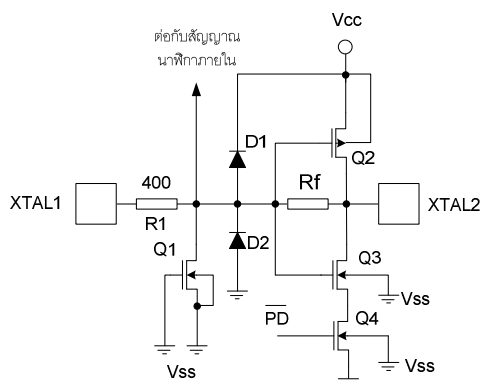 ต่อกับสัญญาณ
นาฬิกาภายใน
Vcc
D1
Q2
400
Rf
XTAL1
XTAL2
R1
Q1
D2
Q3
Vss
PD
Q4
Vss
Vss